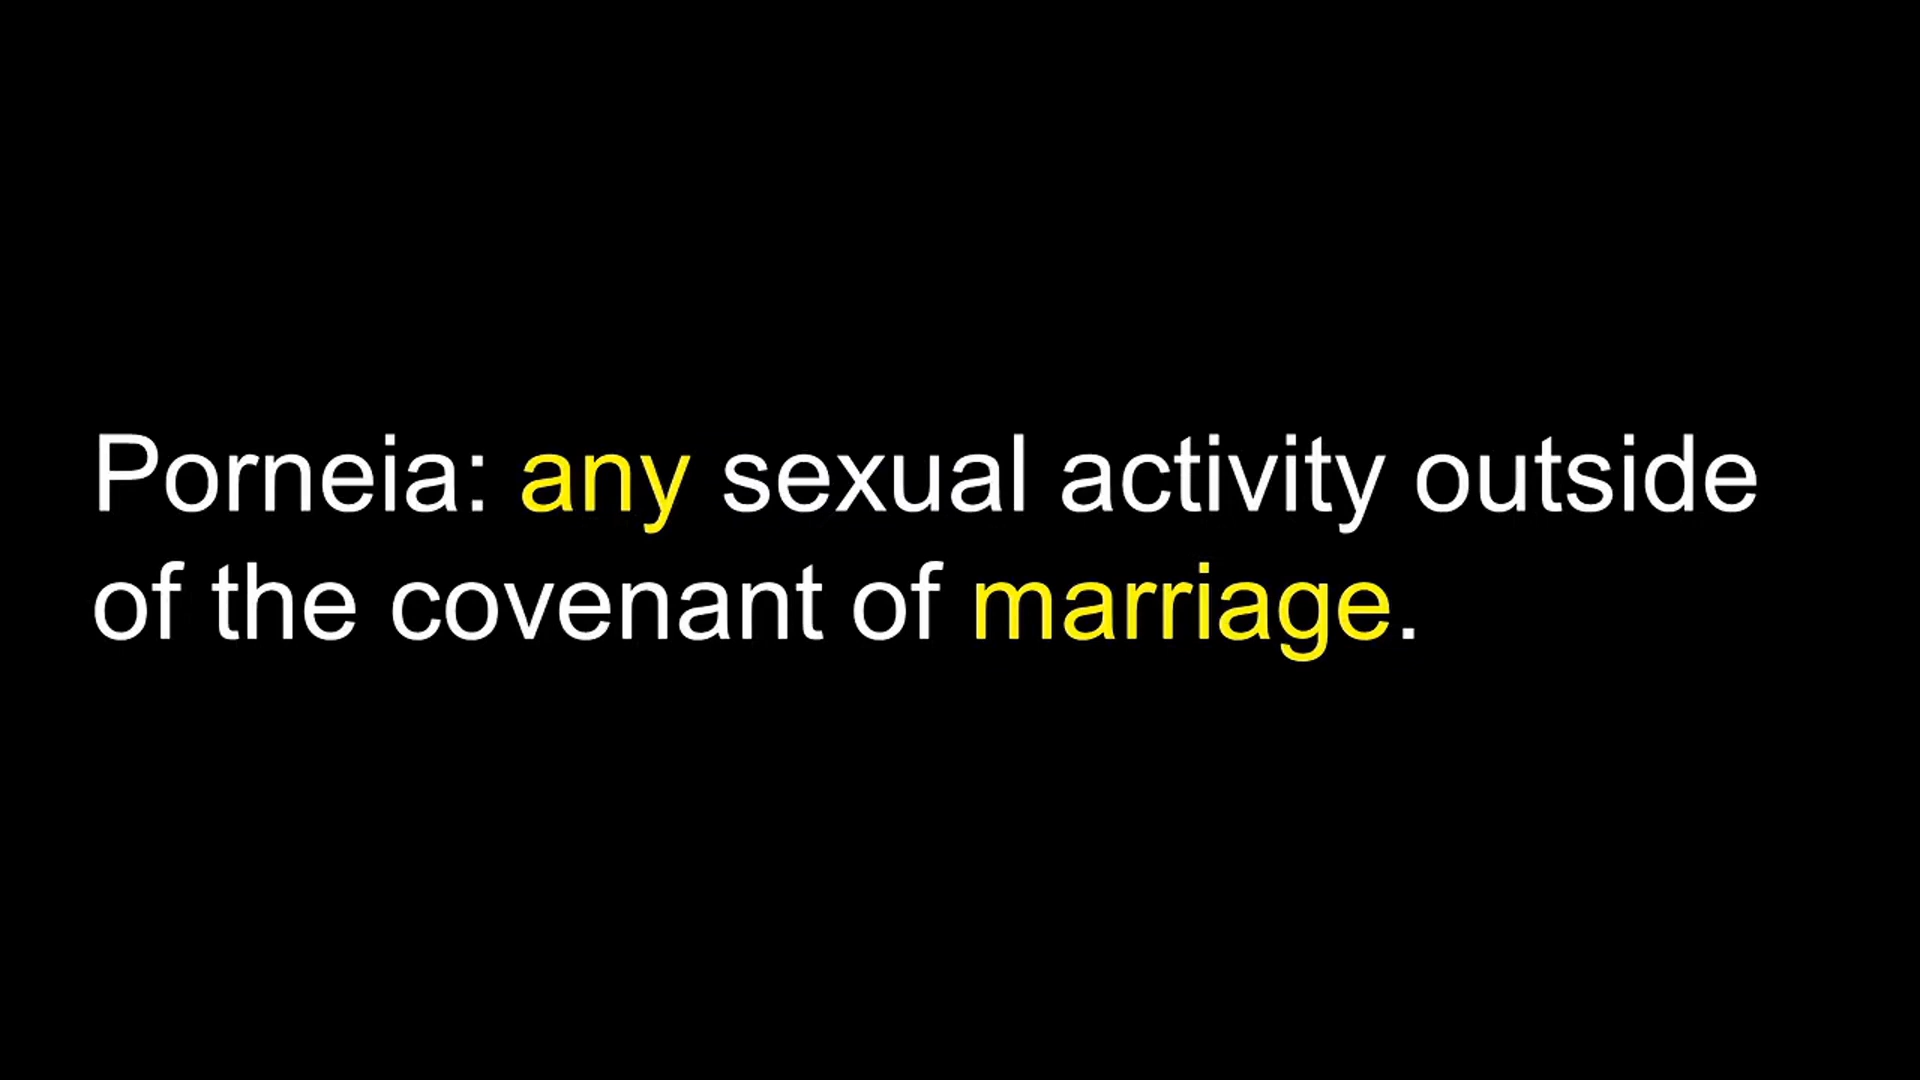 Porneia: any sexual activity outside
of the covenant of marriage.